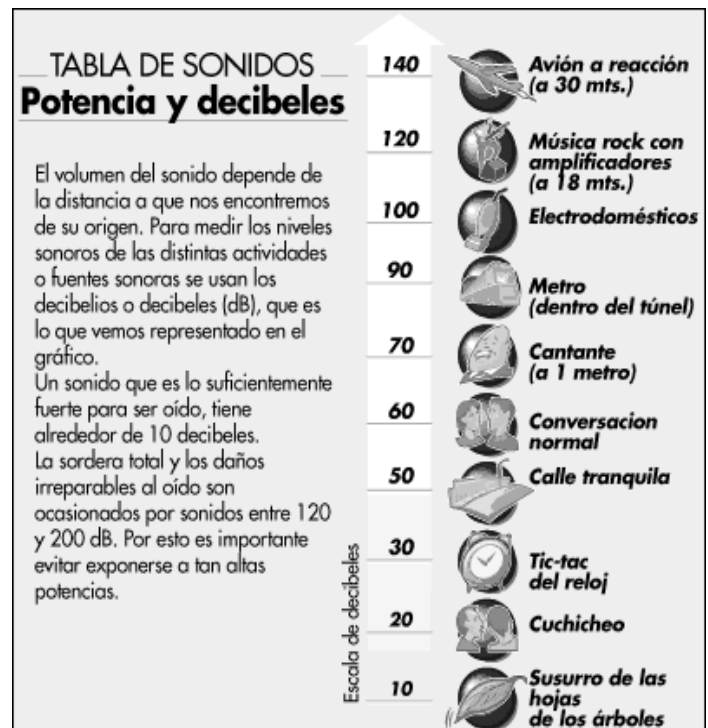 TABLA DE SONIDOS
Potencia y decibeles
El volumen del sonido depende de
la distancia a que nos encontremos
de su origen. Para medir los niveles
sonoros de las distintas actividades
o fuentes sonoras se usan los
decibelios o decibeles (dB), que es
lo que vemos representado en el
gráfico.
Un sonido que es lo suficientemente
fuerte para ser oído, tiene
alrededor de 10 decibeles.
La sordera total y los daños
irreparables al oído son
ocasionados por sonidos entre 120
y 200 dB. Por esto es importante
evitar exponerse a tan altas
potencias.
Escala de decibeles
140
Avión a reacción
(a 30 mts.)
120
Música rock con
amplificadores
(a 18 mts.)
100
Electrodomésticos
90
Metro
(dentro del túnel)
70
Cantante
(a 1 metro)
60
Conversacion
normal
50
Calle tranquila
30
Tic-tac
del reloj
20
Cuchicheo
10
Susurro de las
hojas
de los árboles